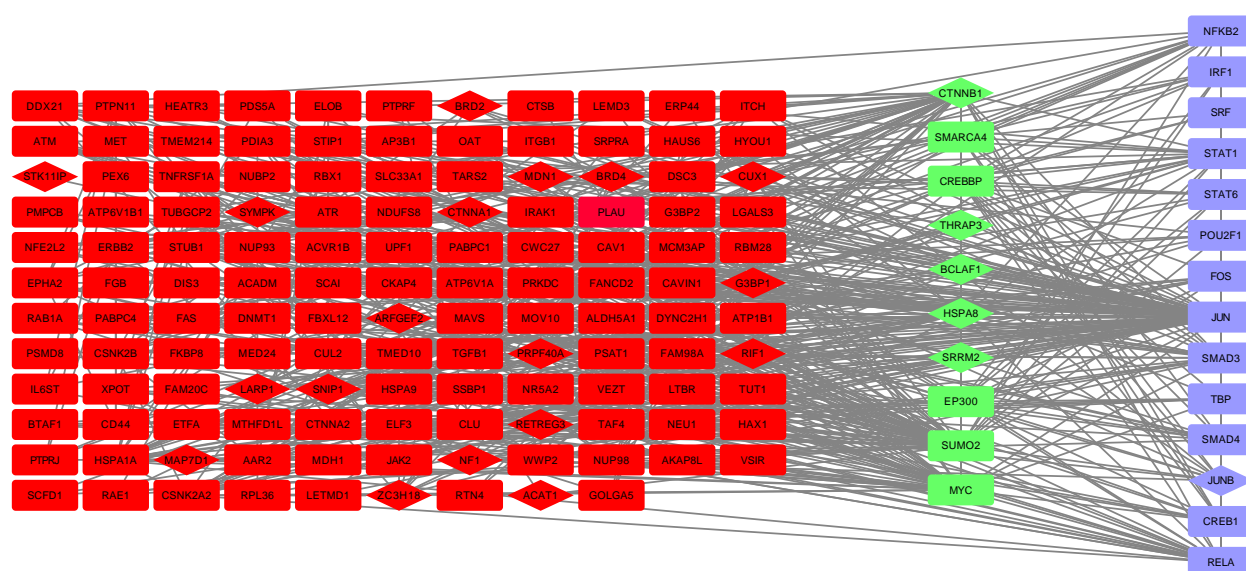 DDX21 PTPN11 HEATR3 PDS5A ELOB PTPRF BRD2 CTSB LEMD3 ERP44 ITCH
ATM MET TMEM214 PDIA3 STIP1 AP3B1 OAT ITGB1 SRPRA HAUS6 HYOU1
STK11IP PEX6 TNFRSF1A NUBP2 RBX1 SLC33A1 TARS2 MDN1 BRD4 DSC3 CUX1
PMPCB ATP6V1B1 TUBGCP2 SYMPK ATR NDUFS8 CTNNA1 IRAK1 PLAU G3BP2 LGALS3
NFE2L2 ERBB2 STUB1 NUP93 ACVR1B UPF1 PABPC1 CWC27 CAV1 MCM3AP RBM28
EPHA2 FGB DIS3 ACADM SCAI CKAP4 ATP6V1A PRKDC FANCD2 CAVIN1 G3BP1
RAB1A PABPC4 FAS DNMT1 FBXL12 ARFGEF2 MAVS MOV10 ALDH5A1 DYNC2H1 ATP1B1
PSMD8 CSNK2B FKBP8 MED24 CUL2 TMED10 TGFB1 PRPF40A PSAT1 FAM98A RIF1
IL6ST XPOT FAM20C LARP1 SNIP1 HSPA9 SSBP1 NR5A2 VEZT LTBR TUT1
BTAF1 CD44 ETFA MTHFD1L CTNNA2 ELF3 CLU RETREG3 TAF4 NEU1 HAX1
PTPRJ HSPA1A MAP7D1 AAR2 MDH1 JAK2 NF1 WWP2 NUP98 AKAP8L VSIR
SCFD1 RAE1 CSNK2A2 RPL36 LETMD1 ZC3H18 RTN4 ACAT1 GOLGA5
CTNNB1
SMARCA4
CREBBP
THRAP3
BCLAF1
HSPA8
SRRM2
EP300
SUMO2
MYC
NFKB2
IRF1
SRF
STAT1
STAT6
POU2F1
FOS
JUN
SMAD3
TBP
SMAD4
JUNB
CREB1
RELA